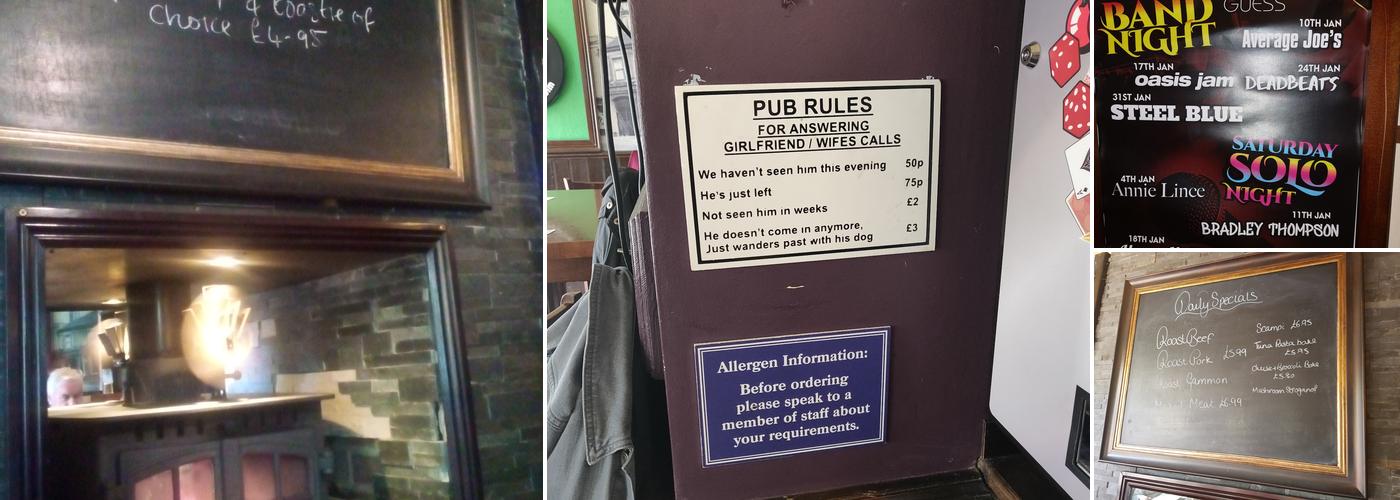 Choice £4-95
PUB RULES
FOR ANSWERING
GIRLFRIEND / WIFES CALLS
We haven't seen him this evening 50p
He's just left 75p
Not seen him in weeks £2
He doesn't come in anymore,
Just wanders past with his dog £3
Allergen Information:
Before ordering
please speak to a
member of staff about
your requirements.
BAND
NIGHT
GUESS
10TH JAN
Average Joe's
17TH JAN
oasis jam
24TH JAN
DEADBEATS
31ST JAN
STEEL BLUE
SATURDAY
SOLO
NIGHT
4TH JAN
Annie Lince
11TH JAN
BRADLEY THOMPSON
18TH JAN
Daily Specials
Roast Beef
Roast Pork £5.99
Roast Gammon
Meat £6.99
Scampi £6.95
Tuna Pasta bake
£5.95
Cheese + Broccoli Bake
£5.80
Mushroom Stroganof